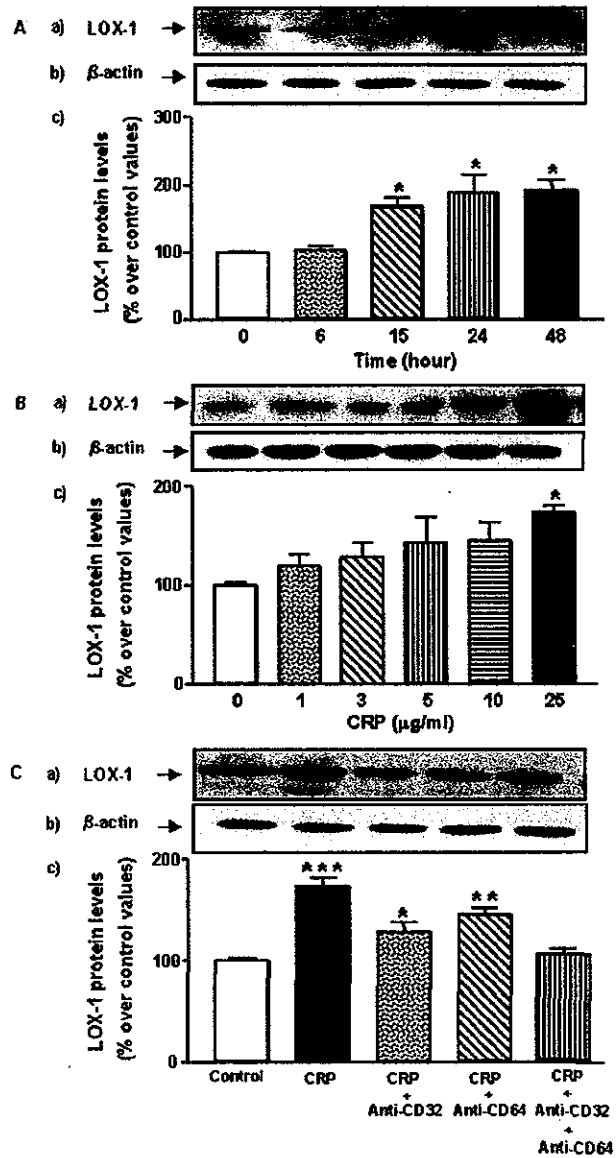 A a) LOX-1
b) β-actin
c)
LOX-1 protein levels
(% over control values)
300
200
100
0
* * *
0 6 15 24 48
Time (hour)
B a) LOX-1
b) β-actin
c)
LOX-1 protein levels
(% over control values)
200
100
0
*
0 1 3 5 10 25
CRP (µg/ml)
C a) LOX-1
b) β-actin
c)
LOX-1 protein levels
(% over control values)
200
100
0
*** * **
Control CRP CRP CRP CRP
+ + +
Anti-CD32 Anti-CD64 Anti-CD32
+
Anti-CD64